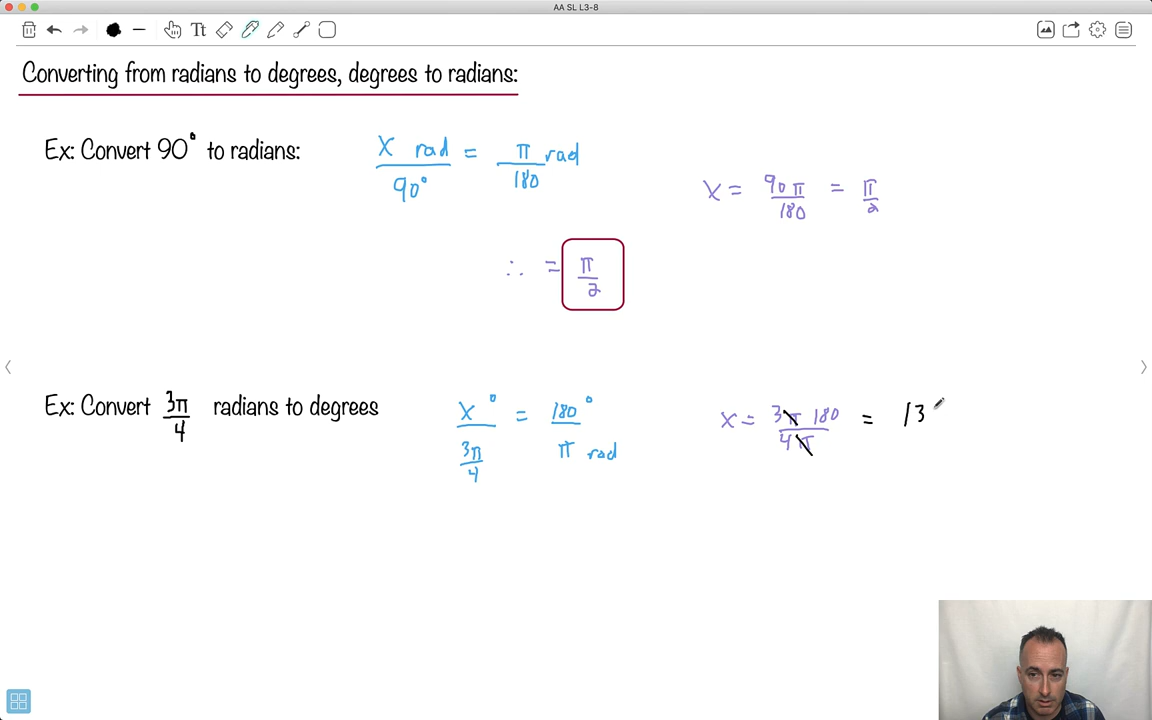 AA SL L3-8
Tt
Converting from radians to degrees, degrees to radians:
Ex: Convert 90° to radians:
x rad / 90° = π rad / 180
x = 90π / 180 = π / 2
∴ = π / 2
Ex: Convert 3π / 4 radians to degrees
x° / 3π / 4 = 180° / π rad
x = 3π 180 / 4π = 13